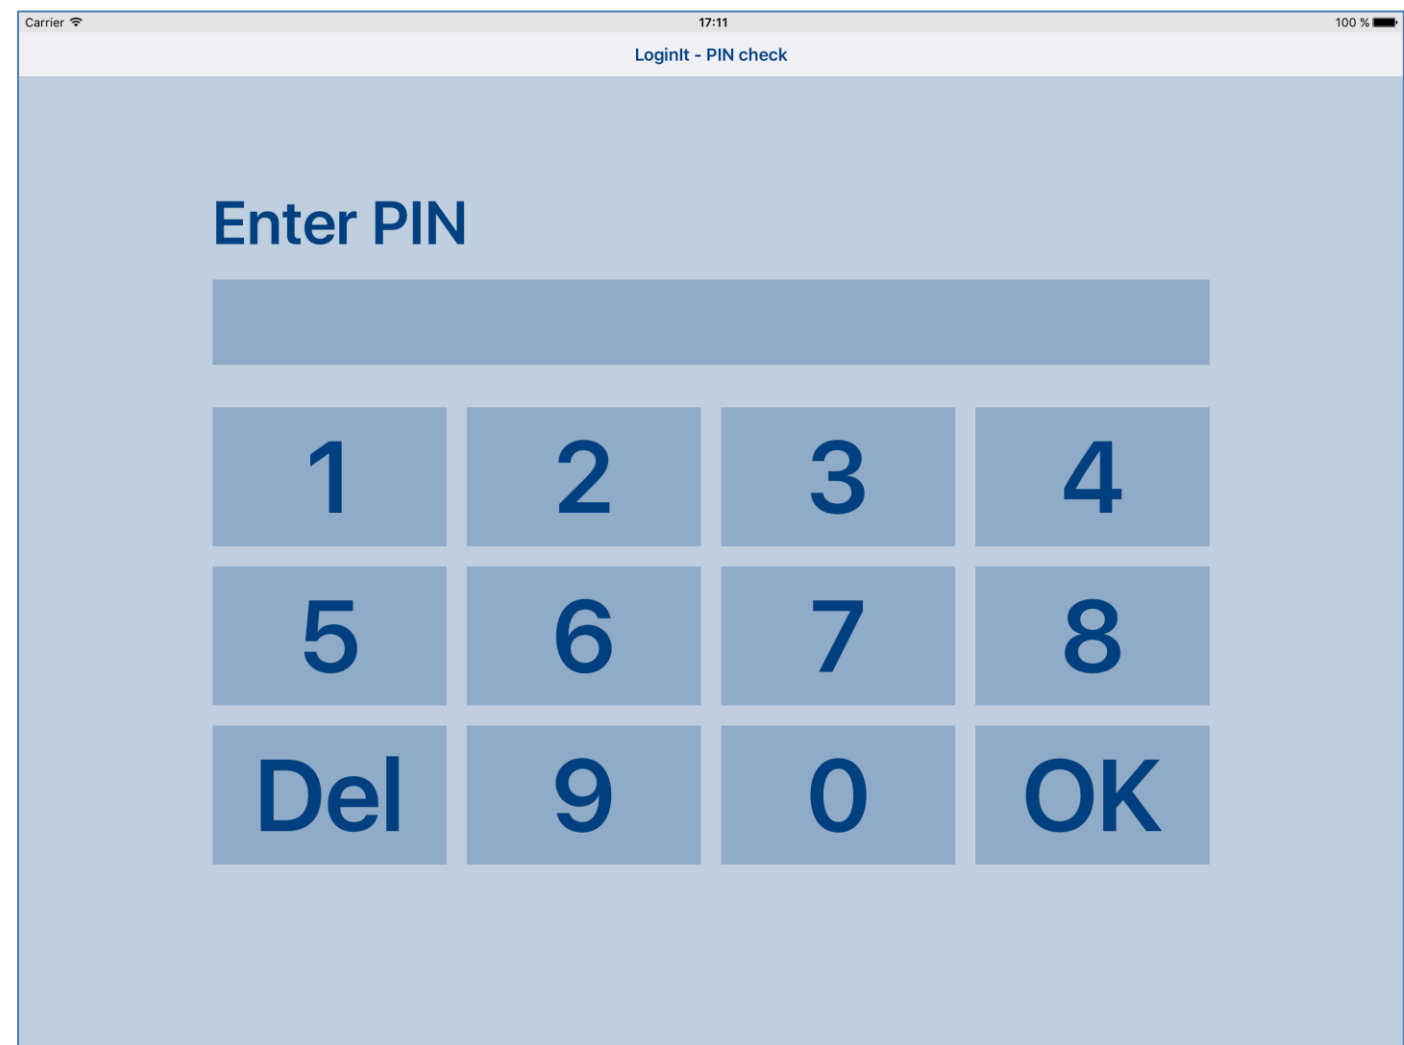 Carrier 17:11 100 %
LoginIt - PIN check
Enter PIN
1 2 3 4
5 6 7 8
Del 9 0 OK